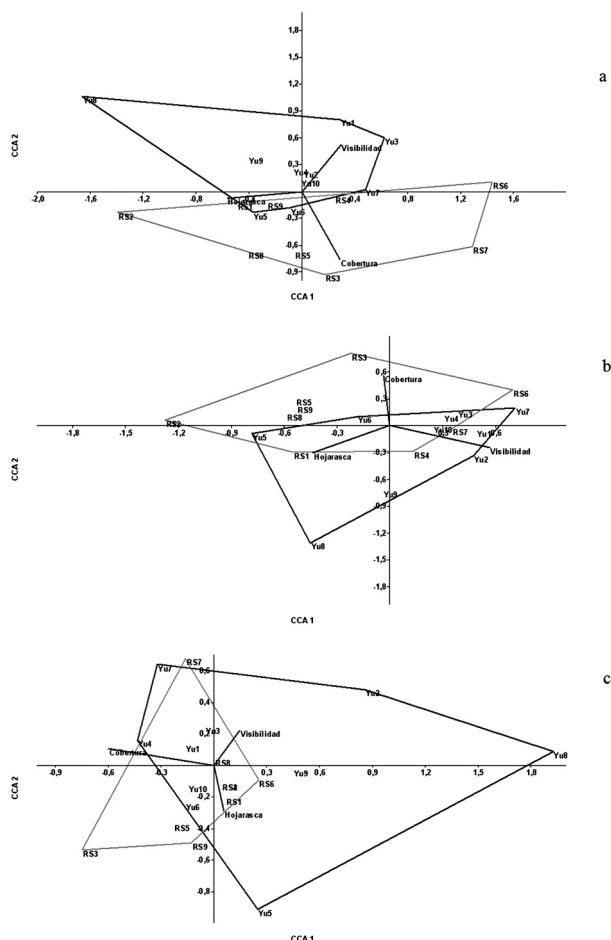 a
1,8
1,5
1,2
0,9
0,6
0,3
Yu8
Yu1
Yu3
Visibilidad
Yu9
Yu2
Yu10
CCA 2
-2,0
-1,6
-1,2
-0,8
0,4
0,8
1,2
1,6
RS6
Yu7
RS4
Hojarasca
RS9
Yu6
RS2
Yu5
-0,6
RS8
RS5
RS7
Cobertura
-0,9
RS3
CCA 1
b
RS3
0,6
Cobertura
RS6
RS5
RS9
RS8
Yu6
Yu4
Yu3
Yu7
RS2
-1,8
-1,5
-1,2
-0,9
-0,3
Yu5
RS7
Yu1
0,6
CCA 2
RS1
Hojarasca
RS4
Visibilidad
Yu2
-0,6
Yu9
-0,9
-1,2
Yu8
-1,5
-1,8
CCA 1
c
RS7
Yu7
0,6
Yu2
0,4
Yu3
Visibilidad
Yu4
Yu1
Cobertura
Yu8
RS8
Yu9
-0,9
-0,6
-0,3
0,3
0,6
0,9
1,2
1,5
1,8
CCA 2
RS6
Yu10
RS1
Yu6
Hojarasca
RS5
-0,4
RS3
RS9
-0,6
-0,8
Yu5
CCA 1